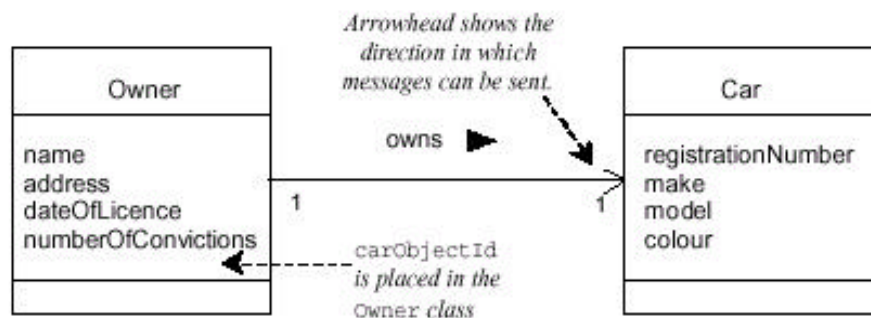 Arrowhead shows the
direction in which
messages can be sent.
Owner
Car
owns
name
address
dateOfLicence
numberOfConvictions
registrationNumber
make
model
colour
1
1
carObjectId
is placed in the
Owner class